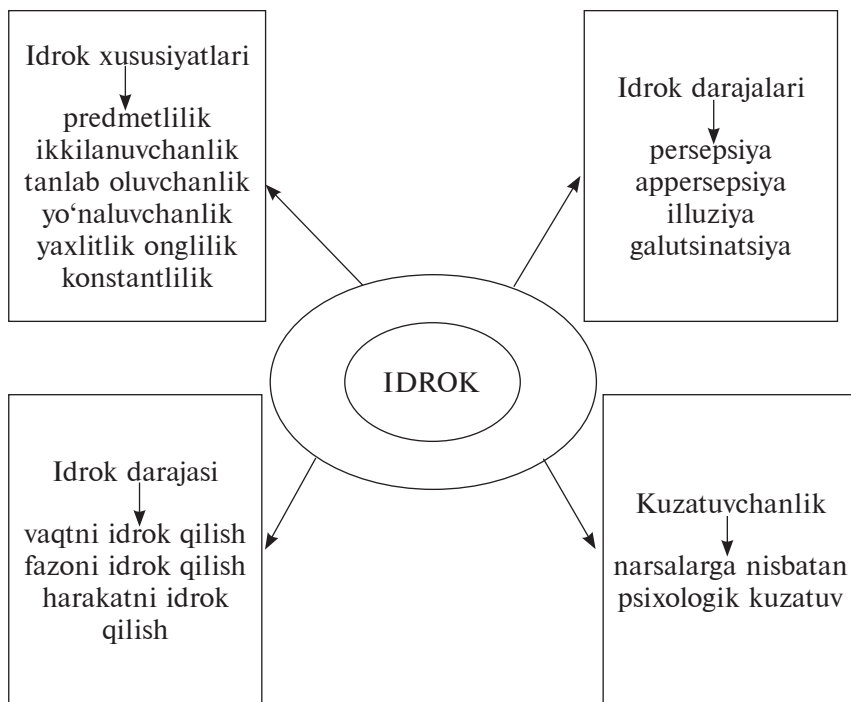 Idrok xususiyatlari
predmetlilik
ikkilanuvchanlik
tanlab oluvchanlik
yo‘naluvchanlik
yaxlitlik onglilik
konstantlilik
Idrok darajalari
persepsiya
appersepsiya
illuziya
galutsinatsiya
IDROK
Idrok darajasi
vaqtni idrok qilish
fazoni idrok qilish
harakatni idrok
qilish
Kuzatuvchanlik
narsalarga nisbatan
psixologik kuzatuv